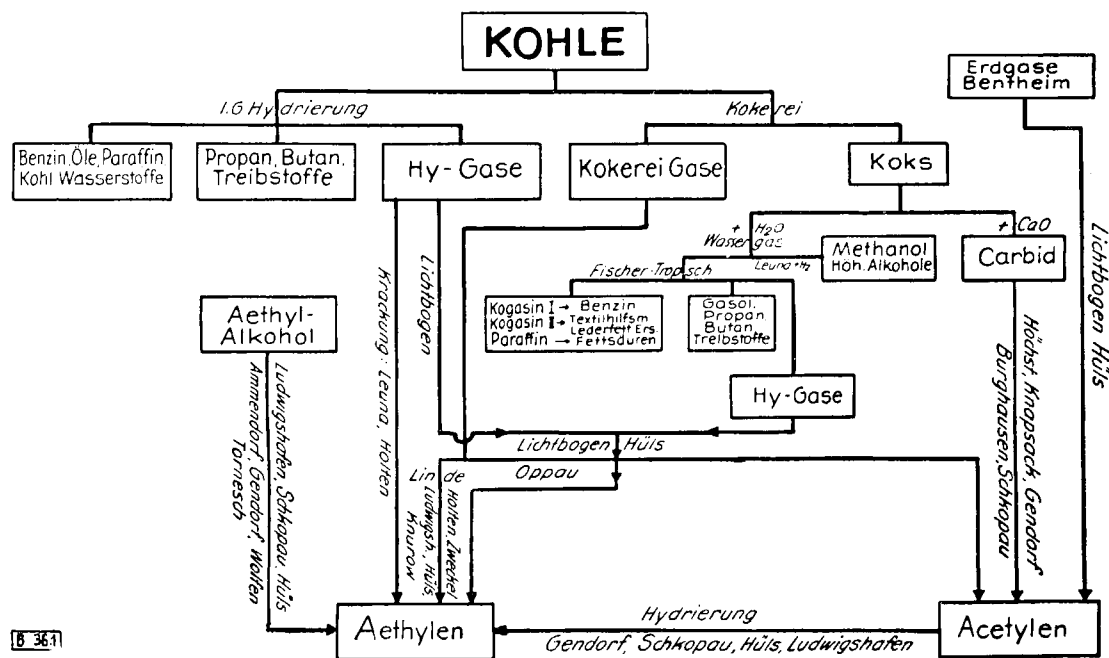 KOHLE
Erdgase
Bentheim
I.G Hydrierung
Kokerei
Benzin, Öle, Paraffin
Kohl Wasserstoffe
Propan, Butan,
Treibstoffe
Hy-Gase
Kokerei Gase
Koks
+ H₂O
Wassergas
+ CaO
Methanol
Höh. Alkohole
Carbid
Leuna + H₂
Fischer-Tropsch
Kogasin I → Benzin
Kogasin II → Textilhilfsm
Lederfett Ers.
Paraffin → Fettsäuren
Gasöl,
Propan,
Butan,
Treibstoffe
Hy-Gase
Aethyl-
Alkohol
Lichtbogen
Krackung: Leuna, Holten
Lichtbogen Hüls
Oppau
Linde
Ludwigsh., Hüls,
Knurow
Holten, Zweckel
Ludwigshafen, Schkopau, Hüls
Ammendorf, Gendorf, Wolfen
Tornesch
Höchst, Knapsack, Gendorf
Burghausen, Schkopau
Lichtbogen Hüls
Aethylen
Hydrierung
Gendorf, Schkopau, Hüls, Ludwigshafen
Acetylen
B 361